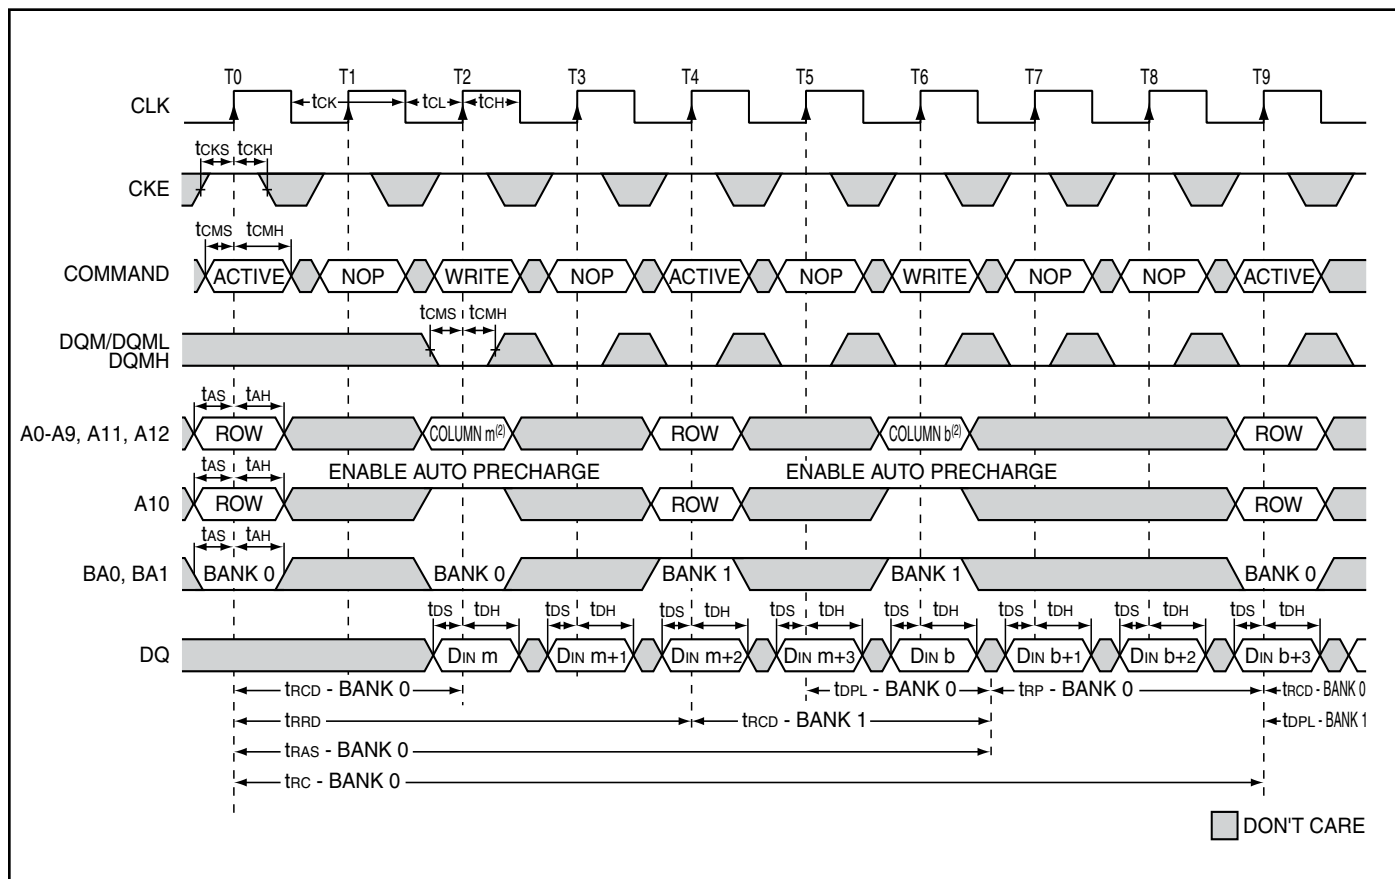 T0 T1 T2 T3 T4 T5 T6 T7 T8 T9
CLK
tCK tCL tCH
tCKS tCKH
CKE
tCMS tCMH
COMMAND ACTIVE NOP WRITE NOP ACTIVE NOP WRITE NOP NOP ACTIVE
tCMS tCMH
DQM/DQML
DQMH
tAS tAH
A0-A9, A11, A12 ROW COLUMN m(2) ROW COLUMN b(2) ROW
tAS tAH ENABLE AUTO PRECHARGE ENABLE AUTO PRECHARGE
A10 ROW ROW ROW
tAS tAH
BA0, BA1 BANK 0 BANK 0 BANK 1 BANK 1 BANK 0
tDS tDH tDS tDH tDS tDH tDS tDH tDS tDH tDS tDH tDS tDH tDS tDH
DQ DIN m DIN m+1 DIN m+2 DIN m+3 DIN b DIN b+1 DIN b+2 DIN b+3
tRCD - BANK 0 tDPL - BANK 0 tRP - BANK 0 tRCD - BANK 0
tRRD tRCD - BANK 1 tDPL - BANK 1
tRAS - BANK 0
tRC - BANK 0
DON'T CARE